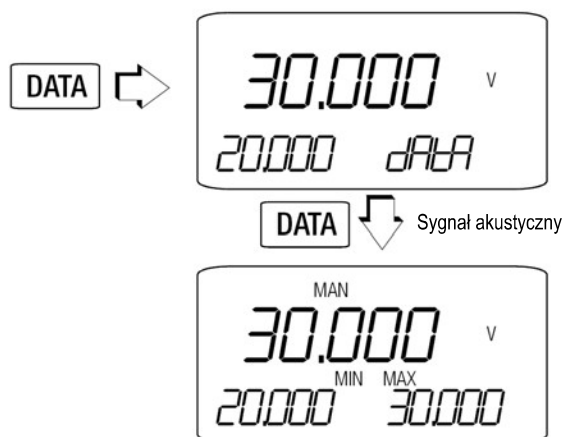 DATA
30.000 V
20.000 dAtA
DATA Sygnał akustyczny
MAN
30.000 V
MIN MAX
20.000 30.000